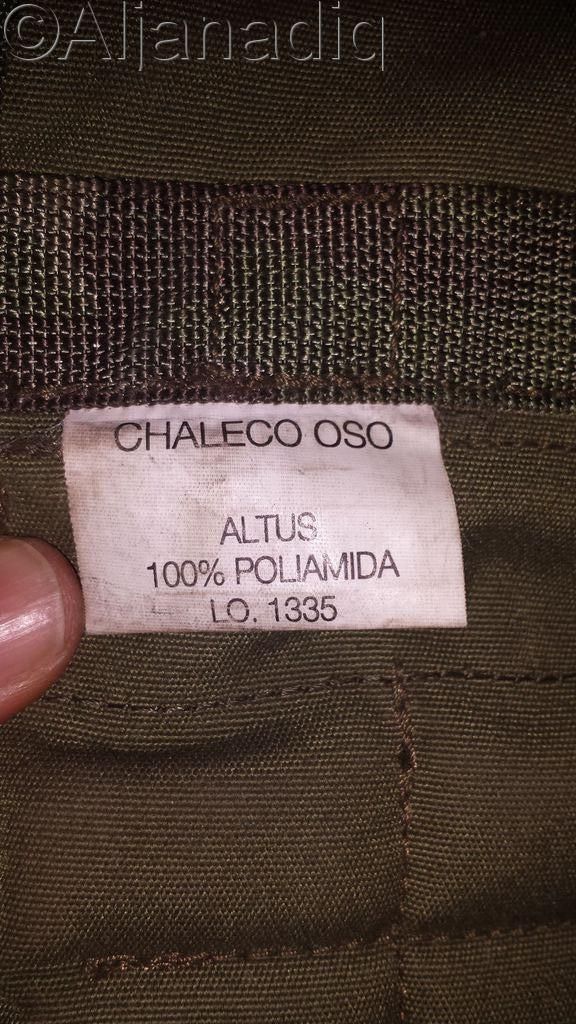 ©Aljanadiq
CHALECO OSO
ALTUS
100% POLIAMIDA
LO. 1335